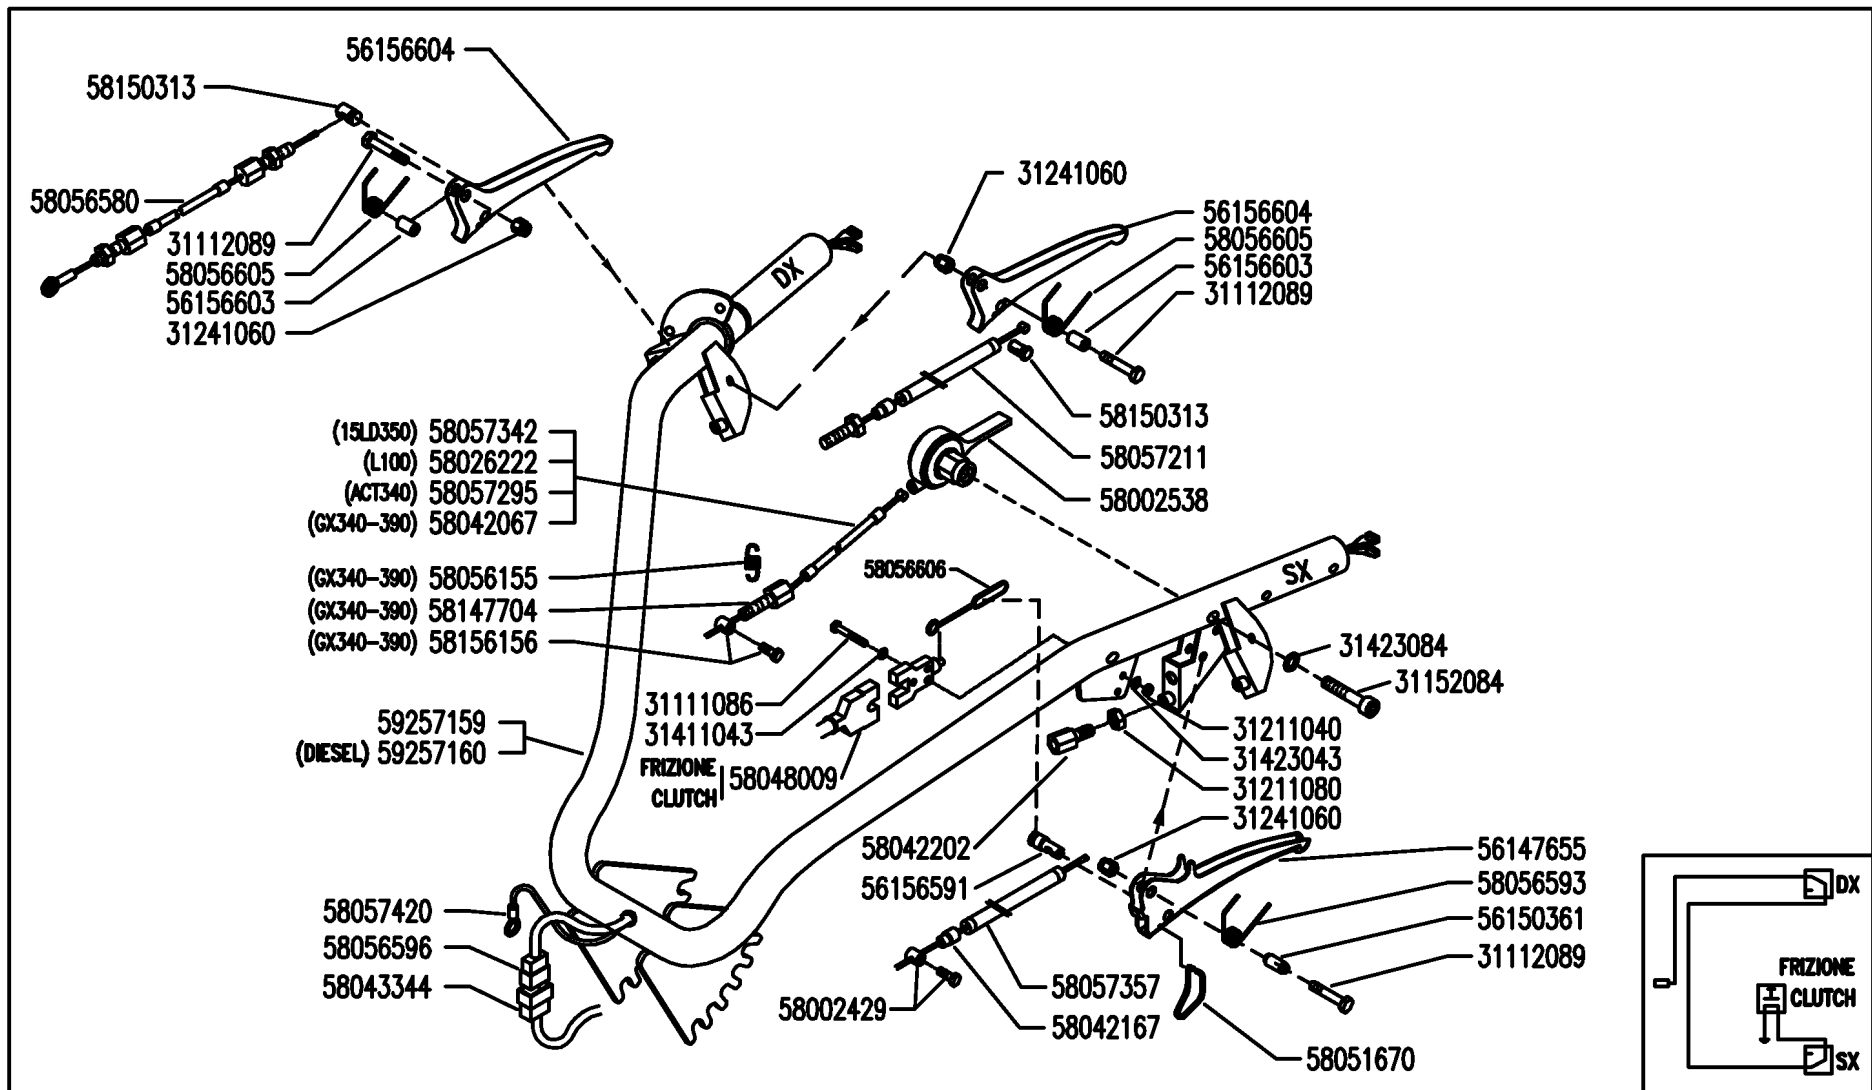 56156604
58150313
58056580
31112089
58056605
56156603
31241060
DX
31241060
56156604
58056605
56156603
31112089
58150313
58057211
58002538
(15LD350) 58057342
(L100) 58026222
(ACT340) 58057295
(GX340-390) 58042067
(GX340-390) 58056155
(GX340-390) 58147704
(GX340-390) 58156156
58056606
SX
31423084
31152084
31111086
31411043
FRIZIONE
CLUTCH
58048009
59257159
(DIESEL) 59257160
31211040
31423043
31211080
31241060
58042202
56156591
56147655
58056593
56150361
31112089
58057420
58056596
58043344
58002429
58057357
58042167
58051670
DX
FRIZIONE
CLUTCH
SX